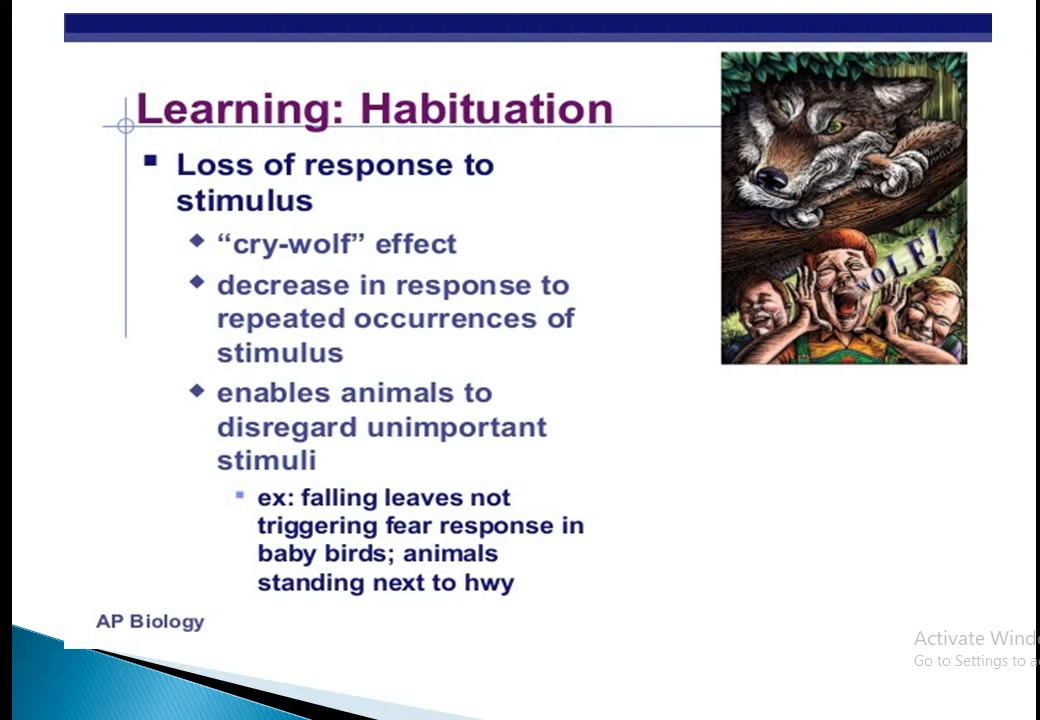 Learning: Habituation
Loss of response to
stimulus
“cry-wolf” effect
decrease in response to
repeated occurrences of
stimulus
enables animals to
disregard unimportant
stimuli
ex: falling leaves not
triggering fear response in
baby birds; animals
standing next to hwy
WOLF!
AP Biology
Activate Windo
Go to Settings to a